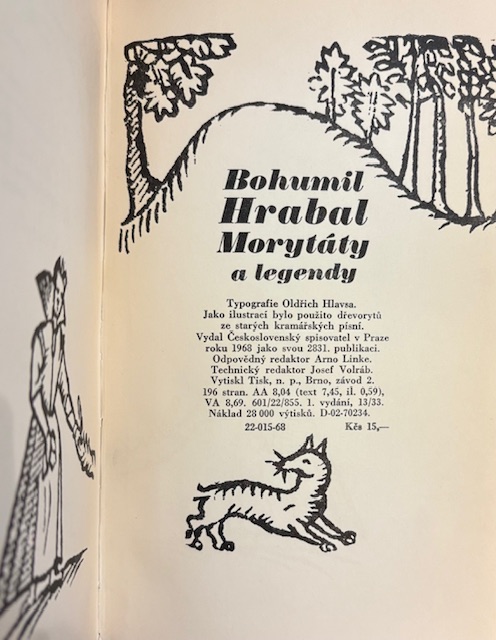 Bohumil
Hrabal
Morytáty
a legendy
Typografie Oldřich Hlavsa.
Jako ilustrací bylo použito dřevorytů
ze starých kramářských písní.
Vydal Československý spisovatel v Praze
roku 1968 jako svou 2831. publikaci.
Odpovědný redaktor Arno Linke.
Technický redaktor Josef Volráb.
Vytiskl Tisk, n. p., Brno, závod 2.
196 stran. AA 8,04 (text 7,45, il. 0,59),
VA 8,69. 601/22/855. 1. vydání, 13/33.
Náklad 28 000 výtisků. D-02-70234.
22-015-68 Kčs 15,—